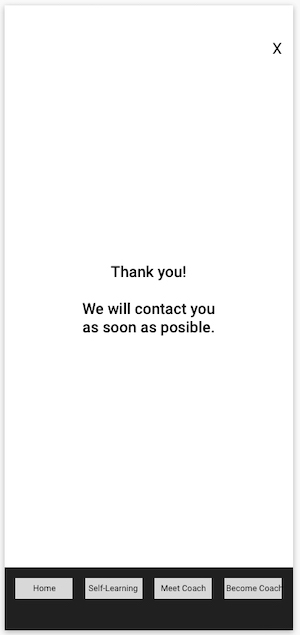 X
Thank you!
We will contact you
as soon as posible.
Home
Self-Learning
Meet Coach
Become Coach